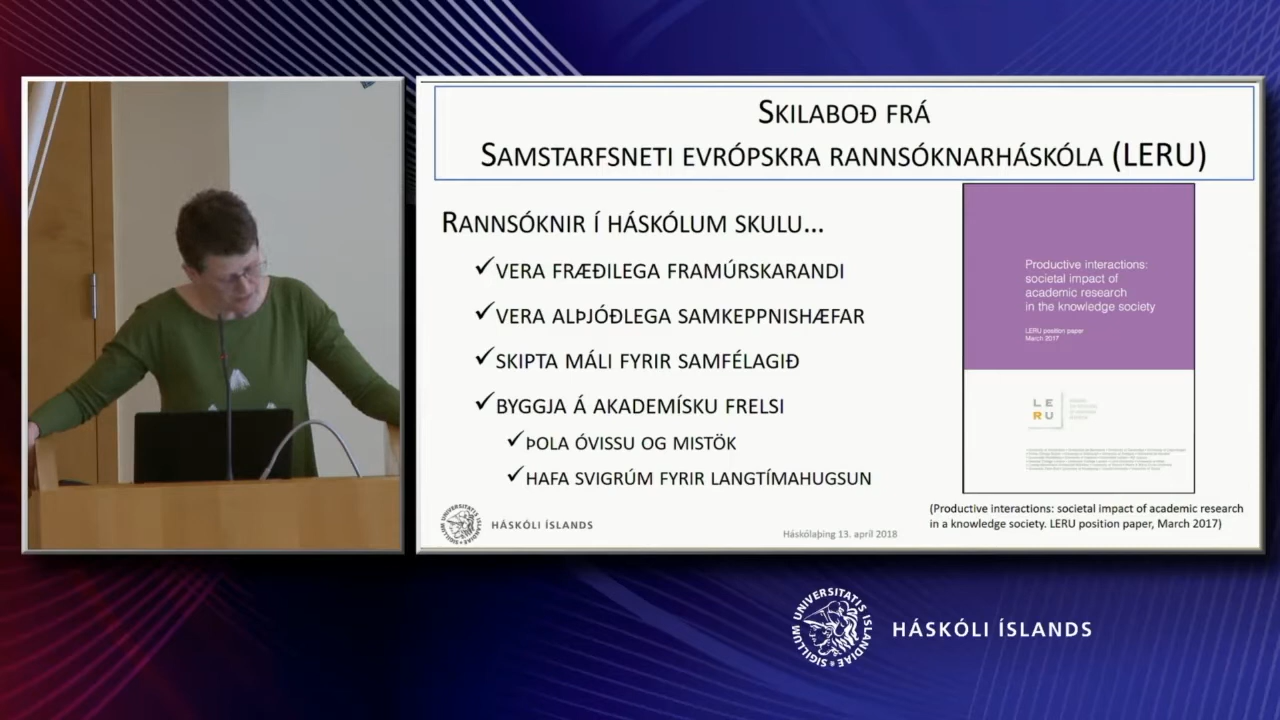 SKILABOÐ FRÁ
SAMSTARFSNETI EVRÓPSKRA RANNSÓKNARHÁSKÓLA (LERU)
RANNSÓKNIR Í HÁSKÓLUM SKULU...
✓VERA FRÆÐILEGA FRAMÚRSKARANDI
✓VERA ALÞJÓÐLEGA SAMKEPPNISHÆFAR
✓SKIPTA MÁLI FYRIR SAMFÉLAGIÐ
✓BYGGJA Á AKADEMÍSKU FRELSI
✓ÞOLA ÓVISSU OG MISTÖK
✓HAFA SVIGRÚM FYRIR LANGTÍMAHUGSUN
Productive interactions:
societal impact of
academic research
in the knowledge society
LERU position paper
March 2017
LE
RU
(Productive interactions: societal impact of academic research
in a knowledge society. LERU position paper, March 2017)
HÁSKÓLI ÍSLANDS
Háskólaþing 13. apríl 2018
SIGILLUM UNIVERSITATIS ISLANDIAE
HÁSKÓLI ÍSLANDS